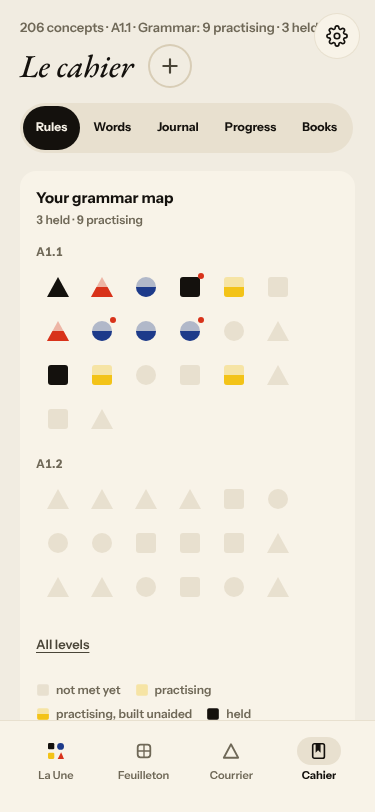 206 concepts · A1.1 · Grammar: 9 practising · 3 held
Le cahier
Rules Words Journal Progress Books
Your grammar map
3 held · 9 practising
A1.1
A1.2
All levels
not met yet practising
practising, built unaided held
La Une Feuilleton Courrier Cahier